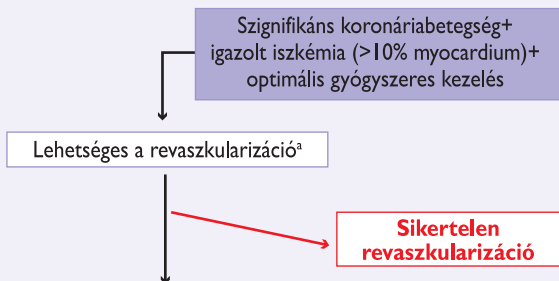 Szignifikáns koronáriabetegség+
igazolt iszkémia (>10% myocardium)+
optimális gyógyszeres kezelés
Lehetséges a revaszkularizációᵃ
Sikertelen
revaszkularizáció